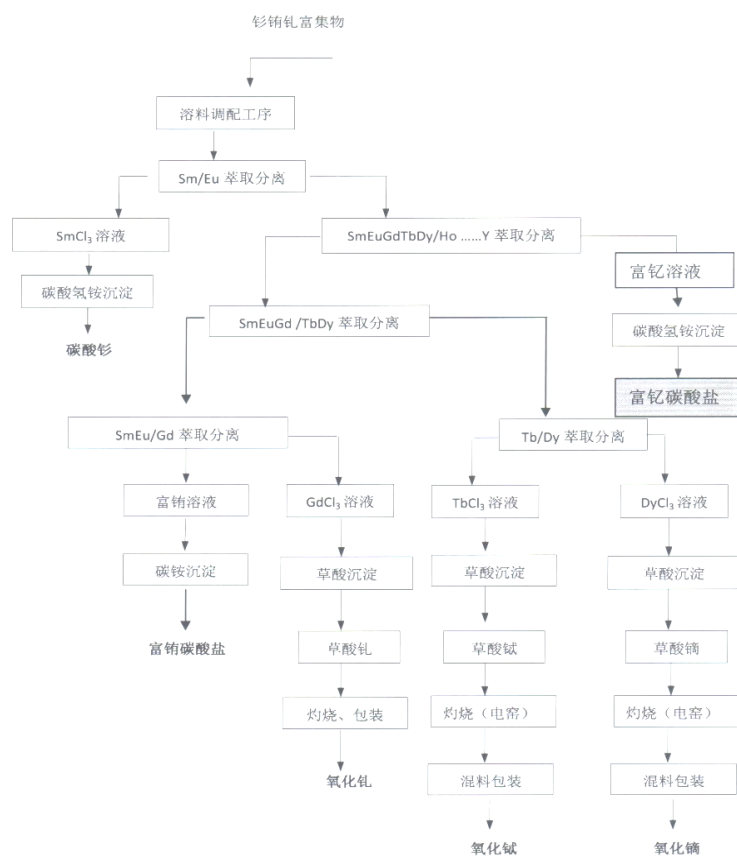 钐铕钆富集物
溶料调配工序
Sm/Eu 萃取分离
SmCl₃ 溶液
SmEuGdTbDy/Ho ......Y 萃取分离
富钇溶液
碳酸氢铵沉淀
SmEuGd /TbDy 萃取分离
碳酸氢铵沉淀
碳酸钐
富钇碳酸盐
SmEu/Gd 萃取分离
Tb/Dy 萃取分离
富铕溶液
GdCl₃ 溶液
TbCl₃ 溶液
DyCl₃ 溶液
碳铵沉淀
草酸沉淀
草酸沉淀
草酸沉淀
富铕碳酸盐
草酸钆
草酸铽
草酸镝
灼烧、包装
灼烧（电窑）
灼烧（电窑）
氧化钆
混料包装
混料包装
氧化铽
氧化镝